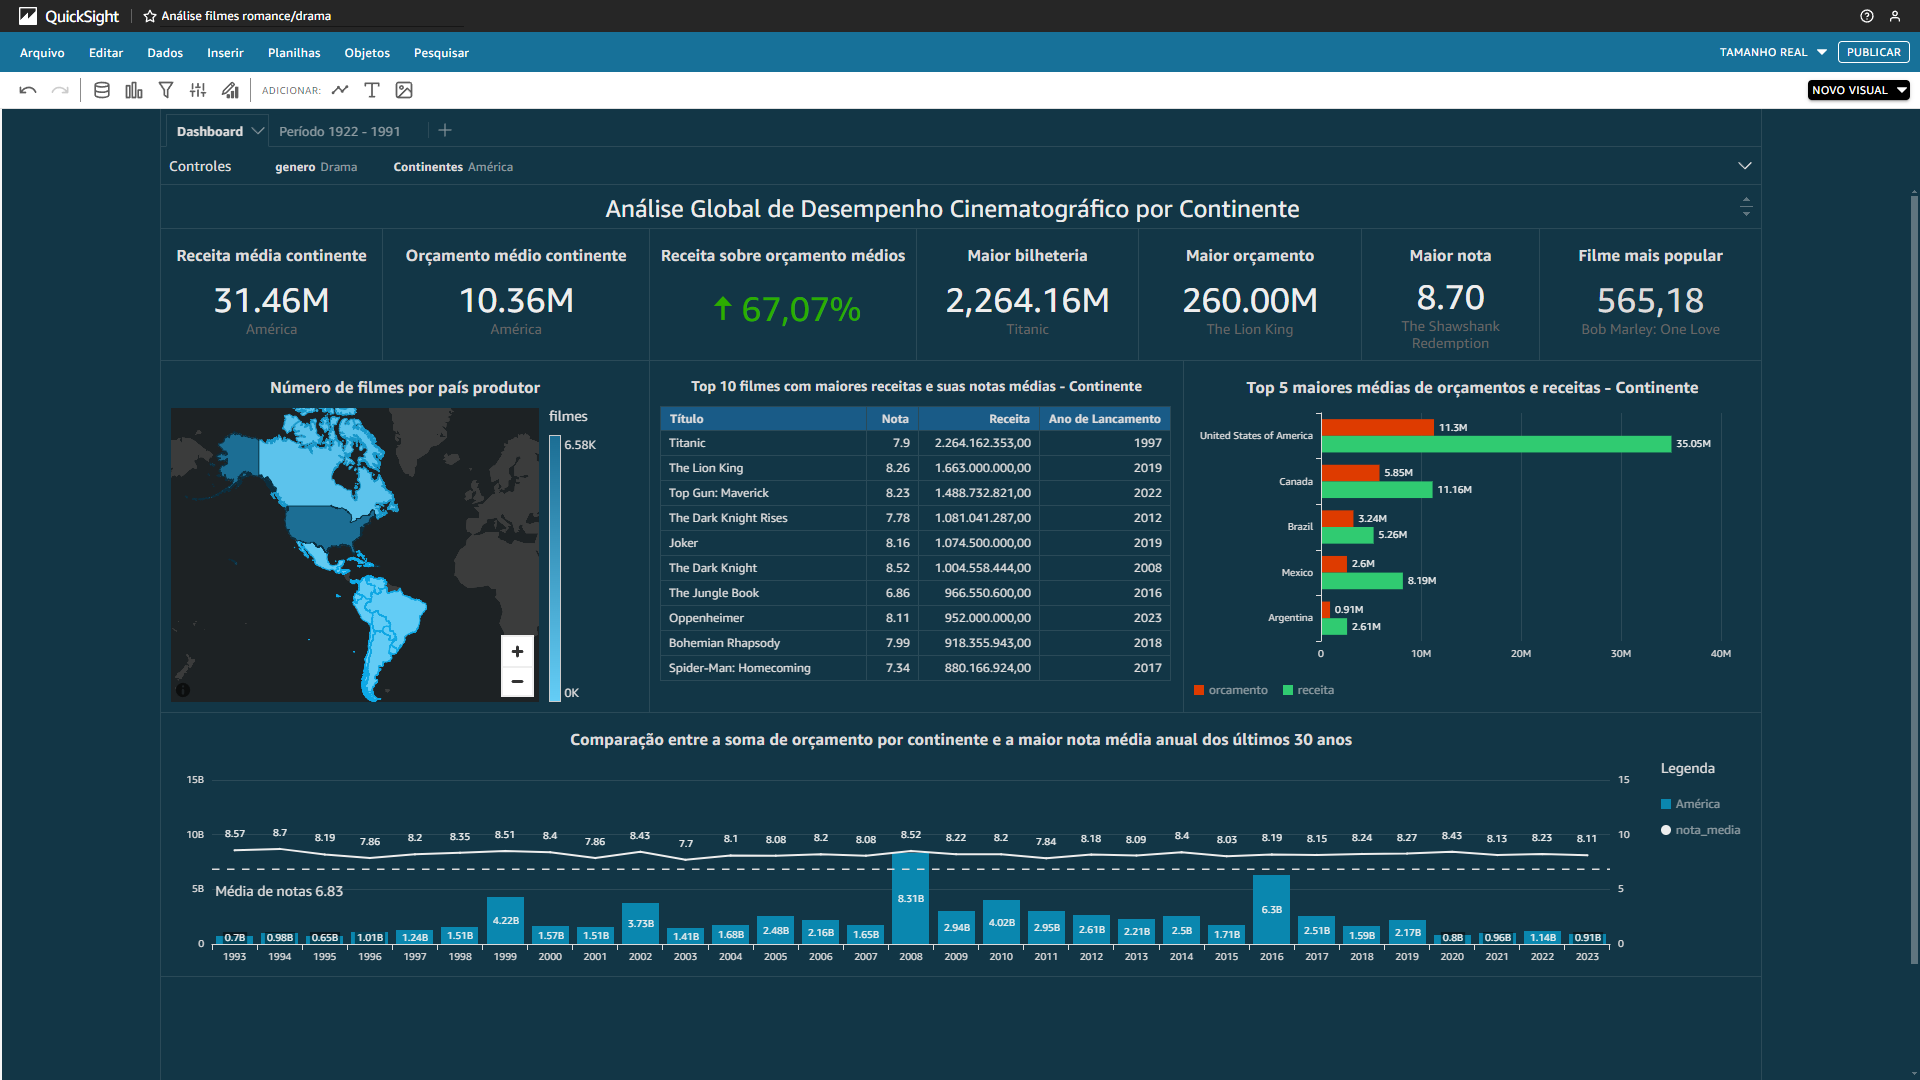 QuickSight
Análise filmes romance/drama
Arquivo Editar Dados Inserir Planilhas Objetos Pesquisar
TAMANHO REAL PUBLICAR
ADICIONAR:
NOVO VISUAL
Dashboard Período 1922 - 1991
Controles genero Drama Continentes América
Análise Global de Desempenho Cinematográfico por Continente
Receita média continente
31.46M
América
Orçamento médio continente
10.36M
América
Receita sobre orçamento médios
67,07%
Maior bilheteria
2,264.16M
Titanic
Maior orçamento
260.00M
The Lion King
Maior nota
8.70
The Shawshank
Redemption
Filme mais popular
565,18
Bob Marley: One Love
Número de filmes por país produtor
filmes
6.58K
0K
Top 10 filmes com maiores receitas e suas notas médias - Continente
Título Nota Receita Ano de Lancamento
Titanic 7.9 2.264.162.353,00 1997
The Lion King 8.26 1.663.000.000,00 2019
Top Gun: Maverick 8.23 1.488.732.821,00 2022
The Dark Knight Rises 7.78 1.081.041.287,00 2012
Joker 8.16 1.074.500.000,00 2019
The Dark Knight 8.52 1.004.558.444,00 2008
The Jungle Book 6.86 966.550.600,00 2016
Oppenheimer 8.11 952.000.000,00 2023
Bohemian Rhapsody 7.99 918.355.943,00 2018
Spider-Man: Homecoming 7.34 880.166.924,00 2017
Top 5 maiores médias de orçamentos e receitas - Continente
United States of America 11.3M 35.05M
Canada 5.85M 11.16M
Brazil 3.24M 5.26M
Mexico 2.6M 8.19M
Argentina 0.91M 2.61M
0 10M 20M 30M 40M
orcamento receita
Comparação entre a soma de orçamento por continente e a maior nota média anual dos últimos 30 anos
15B 15
10B 10
5B 5
0 0
8.57 8.7 8.19 7.86 8.2 8.35 8.51 8.4 7.86 8.43 7.7 8.1 8.08 8.2 8.08 8.52 8.22 8.2 7.84 8.18 8.09 8.4 8.03 8.19 8.15 8.24 8.27 8.43 8.13 8.23 8.11
Média de notas 6.83
0.7B 0.98B 0.65B 1.01B 1.24B 1.51B 4.22B 1.57B 1.51B 3.73B 1.41B 1.68B 2.48B 2.16B 1.65B 8.31B 2.94B 4.02B 2.95B 2.61B 2.21B 2.5B 1.71B 6.3B 2.51B 1.59B 2.17B 0.8B 0.96B 1.14B 0.91B
1993 1994 1995 1996 1997 1998 1999 2000 2001 2002 2003 2004 2005 2006 2007 2008 2009 2010 2011 2012 2013 2014 2015 2016 2017 2018 2019 2020 2021 2022 2023
Legenda
América
nota_media